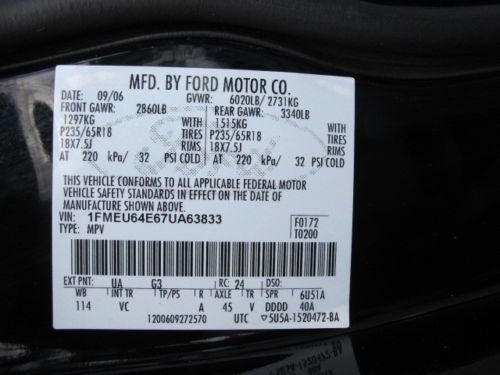 MFD. BY FORD MOTOR CO.
DATE: 09/06 GVWR: 6020LB/ 2731KG
FRONT GAWR: 2860LB REAR GAWR: 3340LB
1297KG WITH 1515KG WITH
P235/65R18 TIRES P235/65R18 TIRES
18X7.5J RIMS 18X7.5J RIMS
AT 220 kPa/ 32 PSI COLD AT 220 kPa/ 32 PSI COLD
THIS VEHICLE CONFORMS TO ALL APPLICABLE FEDERAL MOTOR
VEHICLE SAFETY STANDARDS IN EFFECT ON THE DATE OF
MANUFACTURE SHOWN ABOVE.
VIN: 1FMEU64E67UA63833 F0172
TYPE: MPV T0200
EXT PNT: UA G3 RC: 24 DSO:
WB INT TR TP/PS R AXLE TR SPR 6U51A
114 VC A 45 V DDDD 40A
1200609272570 UTC 5U5A-1520472-BA